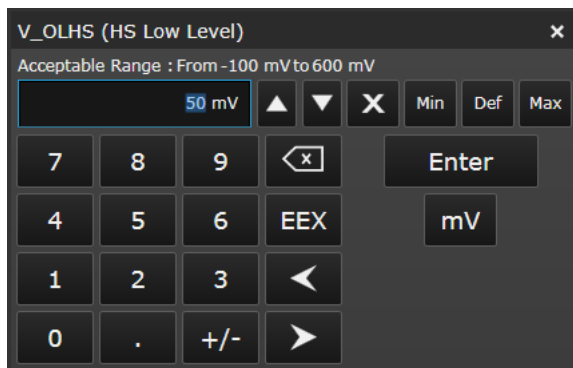 V_OLHS (HS Low Level) ×
Acceptable Range : From -100 mV to 600 mV
50 mV ▲ ▼ X Min Def Max
7 8 9 Enter
4 5 6 EEX mV
1 2 3
0 . +/-